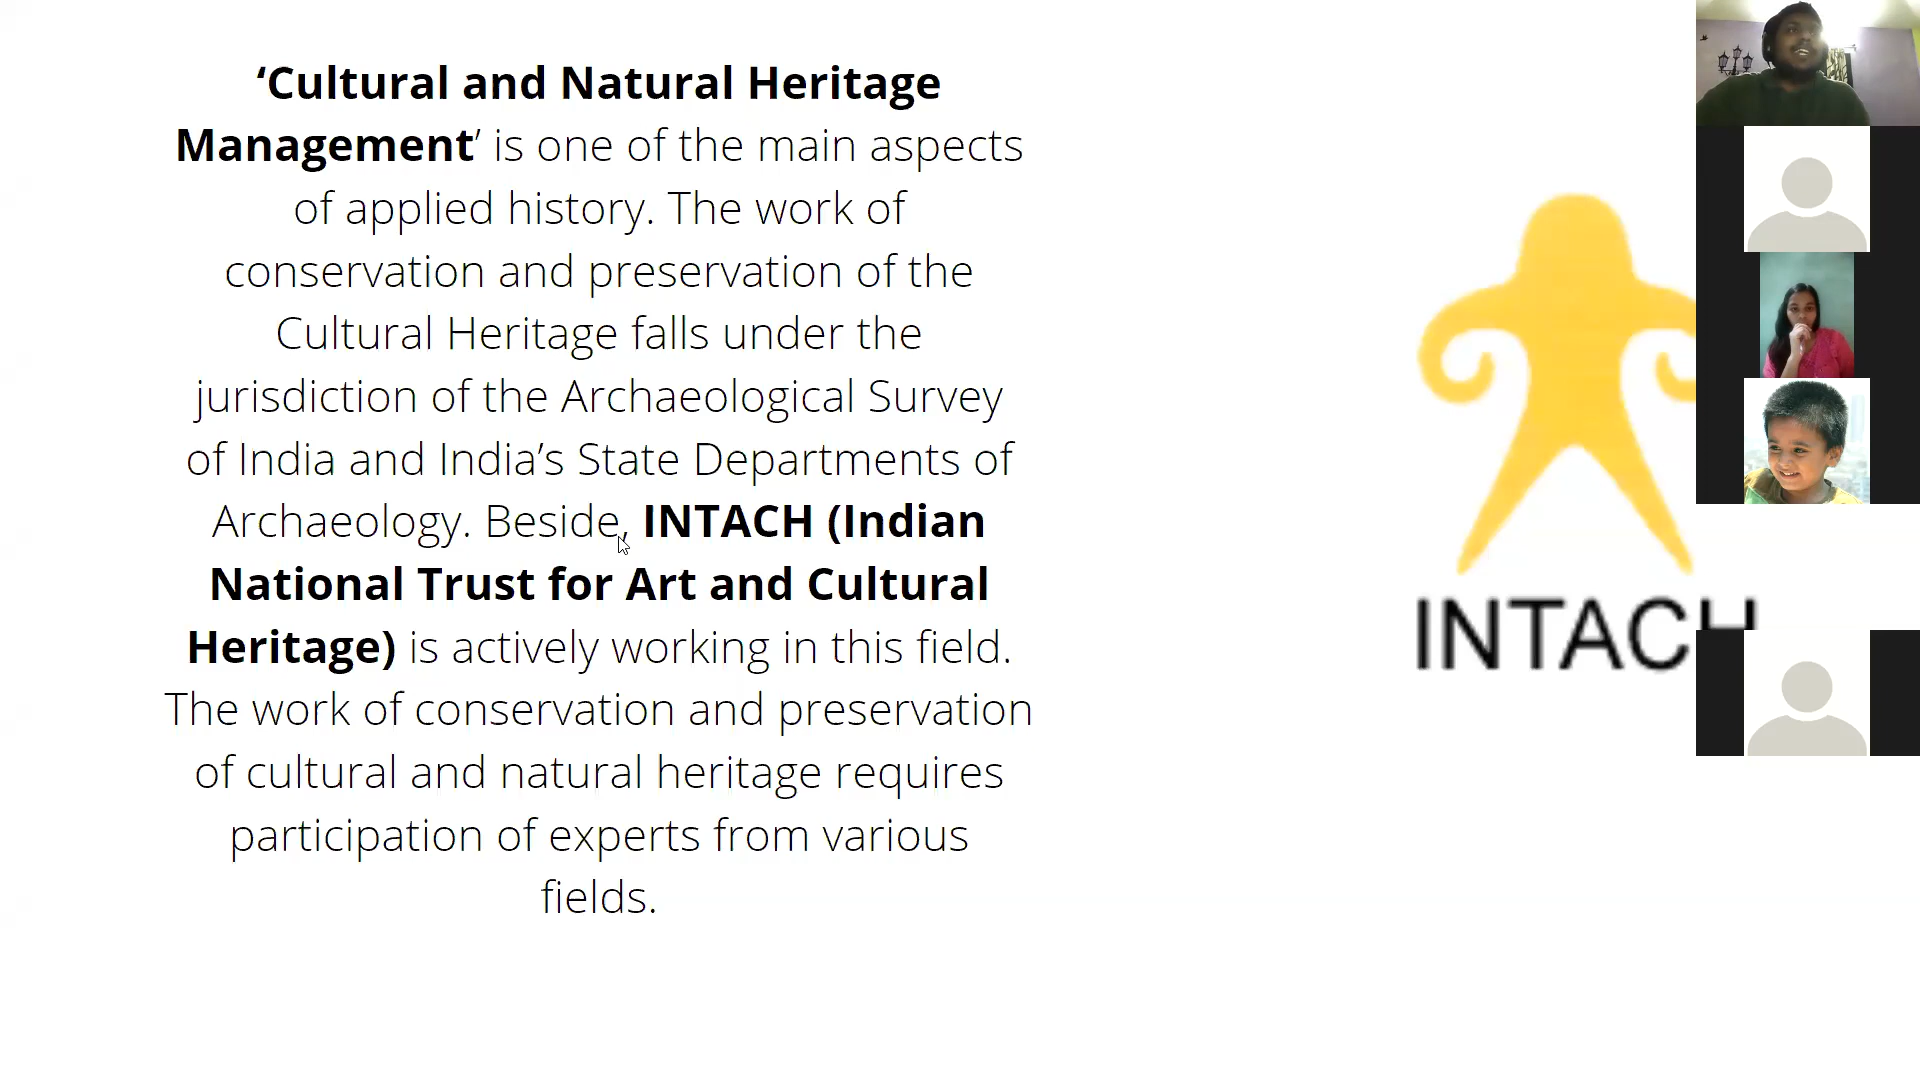 ‘Cultural and Natural Heritage
Management’ is one of the main aspects
of applied history. The work of
conservation and preservation of the
Cultural Heritage falls under the
jurisdiction of the Archaeological Survey
of India and India’s State Departments of
Archaeology. Beside, INTACH (Indian
National Trust for Art and Cultural
Heritage) is actively working in this field.
The work of conservation and preservation
of cultural and natural heritage requires
participation of experts from various
fields.
INTACH